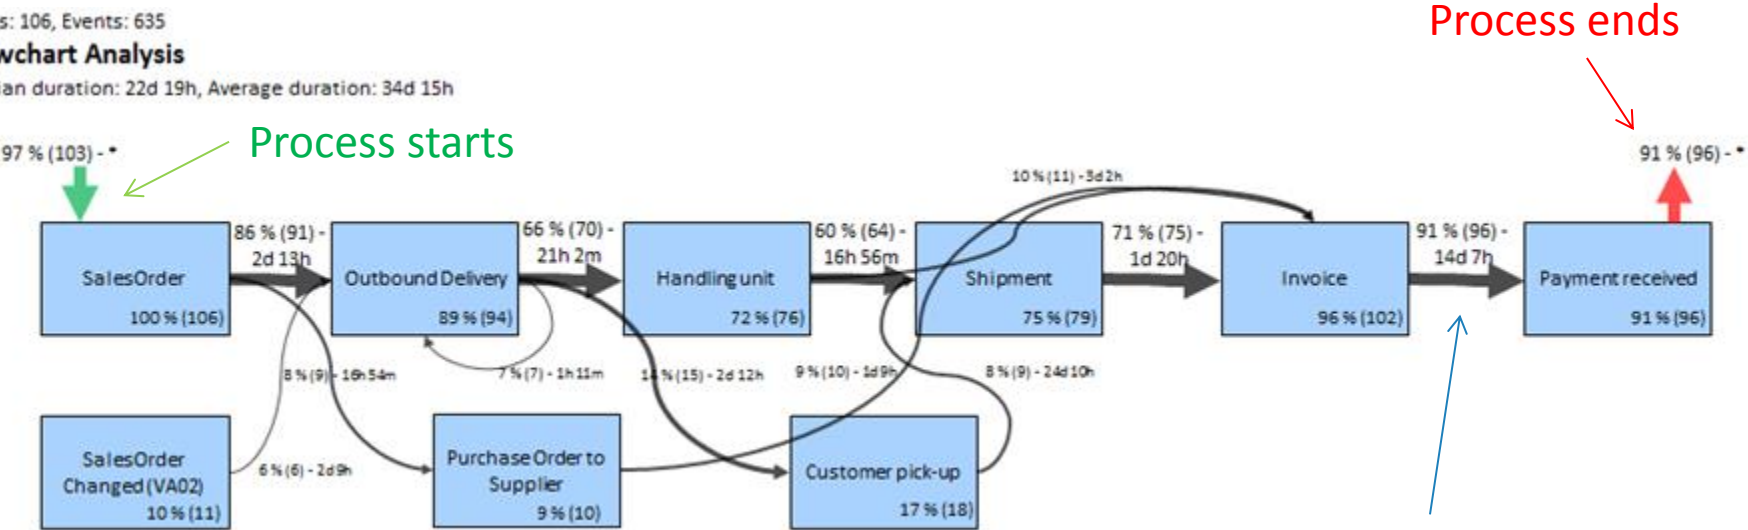 s: 106, Events: 635
wchart Analysis
ian duration: 22d 19h, Average duration: 34d 15h
Process ends
Process starts
97 % (103) - *
91 % (96) - *
10 % (11) - 3d 2h
86 % (91) -
2d 13h
66 % (70) -
21h 2m
60 % (64) -
16h 56m
71 % (75) -
1d 20h
91 % (96) -
14d 7h
SalesOrder
100 % (106)
Outbound Delivery
89 % (94)
Handling unit
72 % (76)
Shipment
75 % (79)
Invoice
96 % (102)
Payment received
91 % (96)
8 % (9) - 16h 54m
7 % (7) - 1h 11m
14 % (15) - 2d 12h
9 % (10) - 1d 9h
8 % (9) - 24d 10h
6 % (6) - 2d 9h
SalesOrder
Changed (VA02)
10 % (11)
Purchase Order to
Supplier
9 % (10)
Customer pick-up
17 % (18)